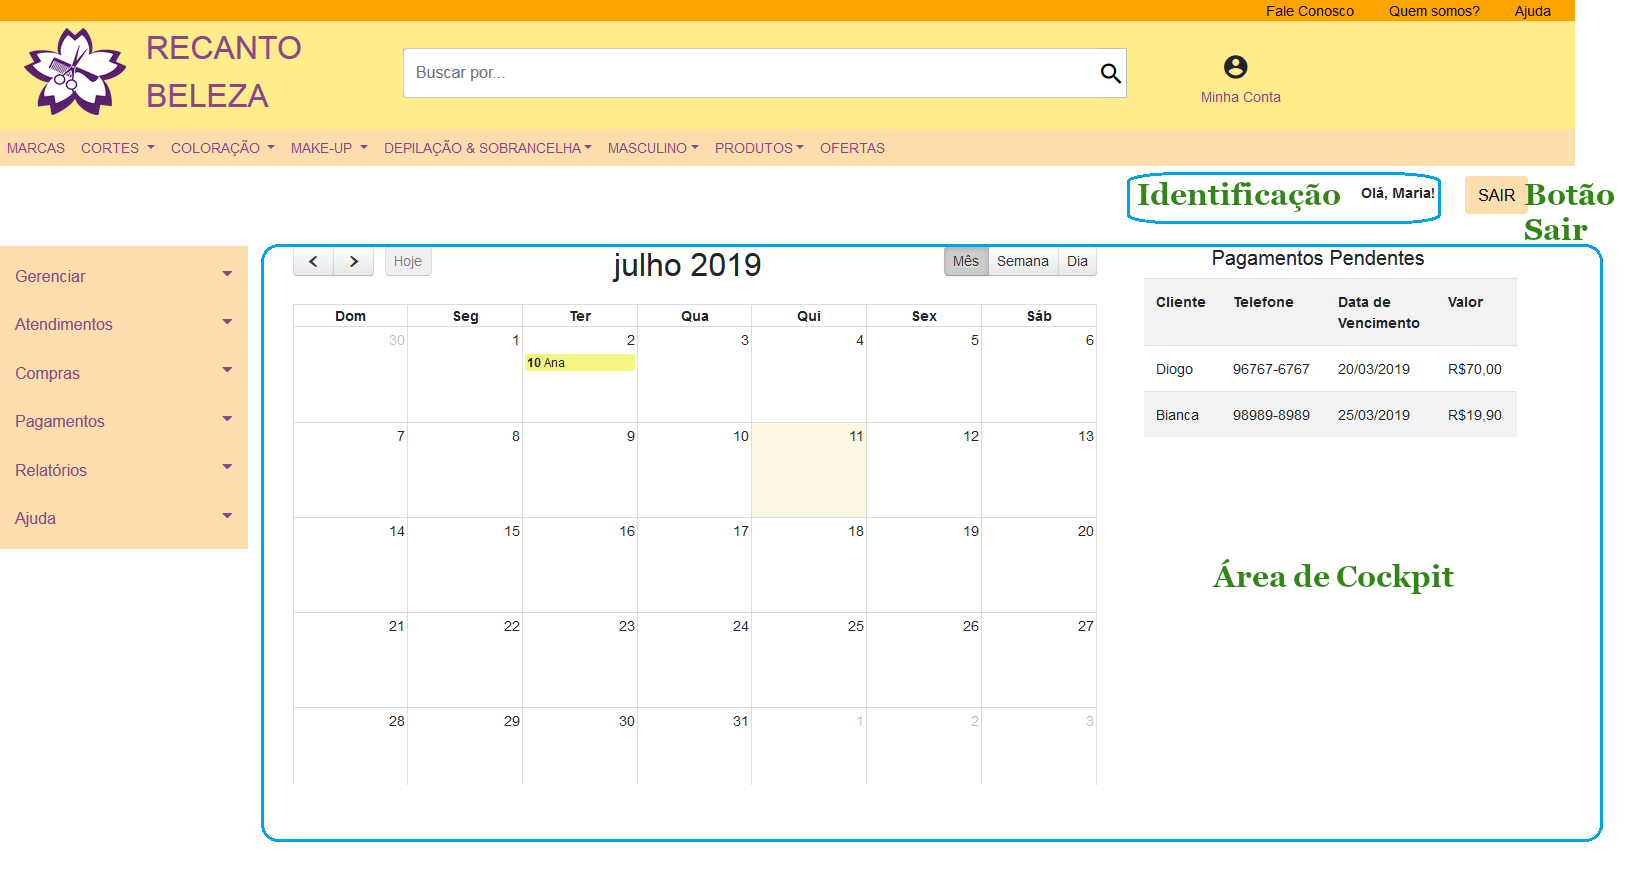 Fale Conosco Quem somos? Ajuda
RECANTO
BELEZA
Buscar por...
Minha Conta
MARCAS CORTES COLORAÇÃO MAKE-UP DEPILAÇÃO & SOBRANCELHA MASCULINO PRODUTOS OFERTAS
Identificação Olá, Maria! SAIR Botão
Sair
Gerenciar
Atendimentos
Compras
Pagamentos
Relatórios
Ajuda
Hoje julho 2019 Mês Semana Dia
Dom Seg Ter Qua Qui Sex Sáb
30 1 2 3 4 5 6
10 Ana
7 8 9 10 11 12 13
14 15 16 17 18 19 20
21 22 23 24 25 26 27
28 29 30 31 1 2 3
Pagamentos Pendentes
Cliente Telefone Data de Valor
Vencimento
Diogo 96767-6767 20/03/2019 R$70,00
Bianca 98989-8989 25/03/2019 R$19,90
Área de Cockpit